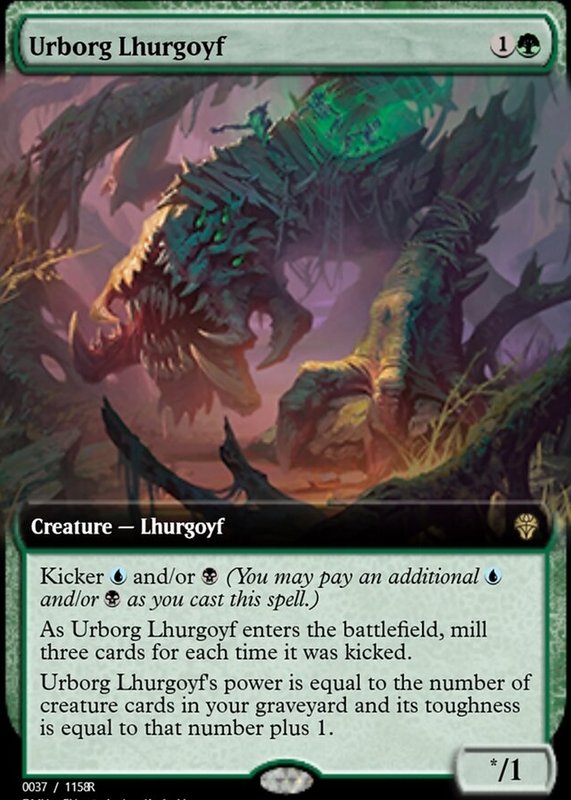 Urborg Lhurgoyf 1
Creature — Lhurgoyf
Kicker and/or (You may pay an additional
and/or as you cast this spell.)
As Urborg Lhurgoyf enters the battlefield, mill
three cards for each time it was kicked.
Urborg Lhurgoyf's power is equal to the number of
creature cards in your graveyard and its toughness
is equal to that number plus 1.
*/1
0037 / 1158R